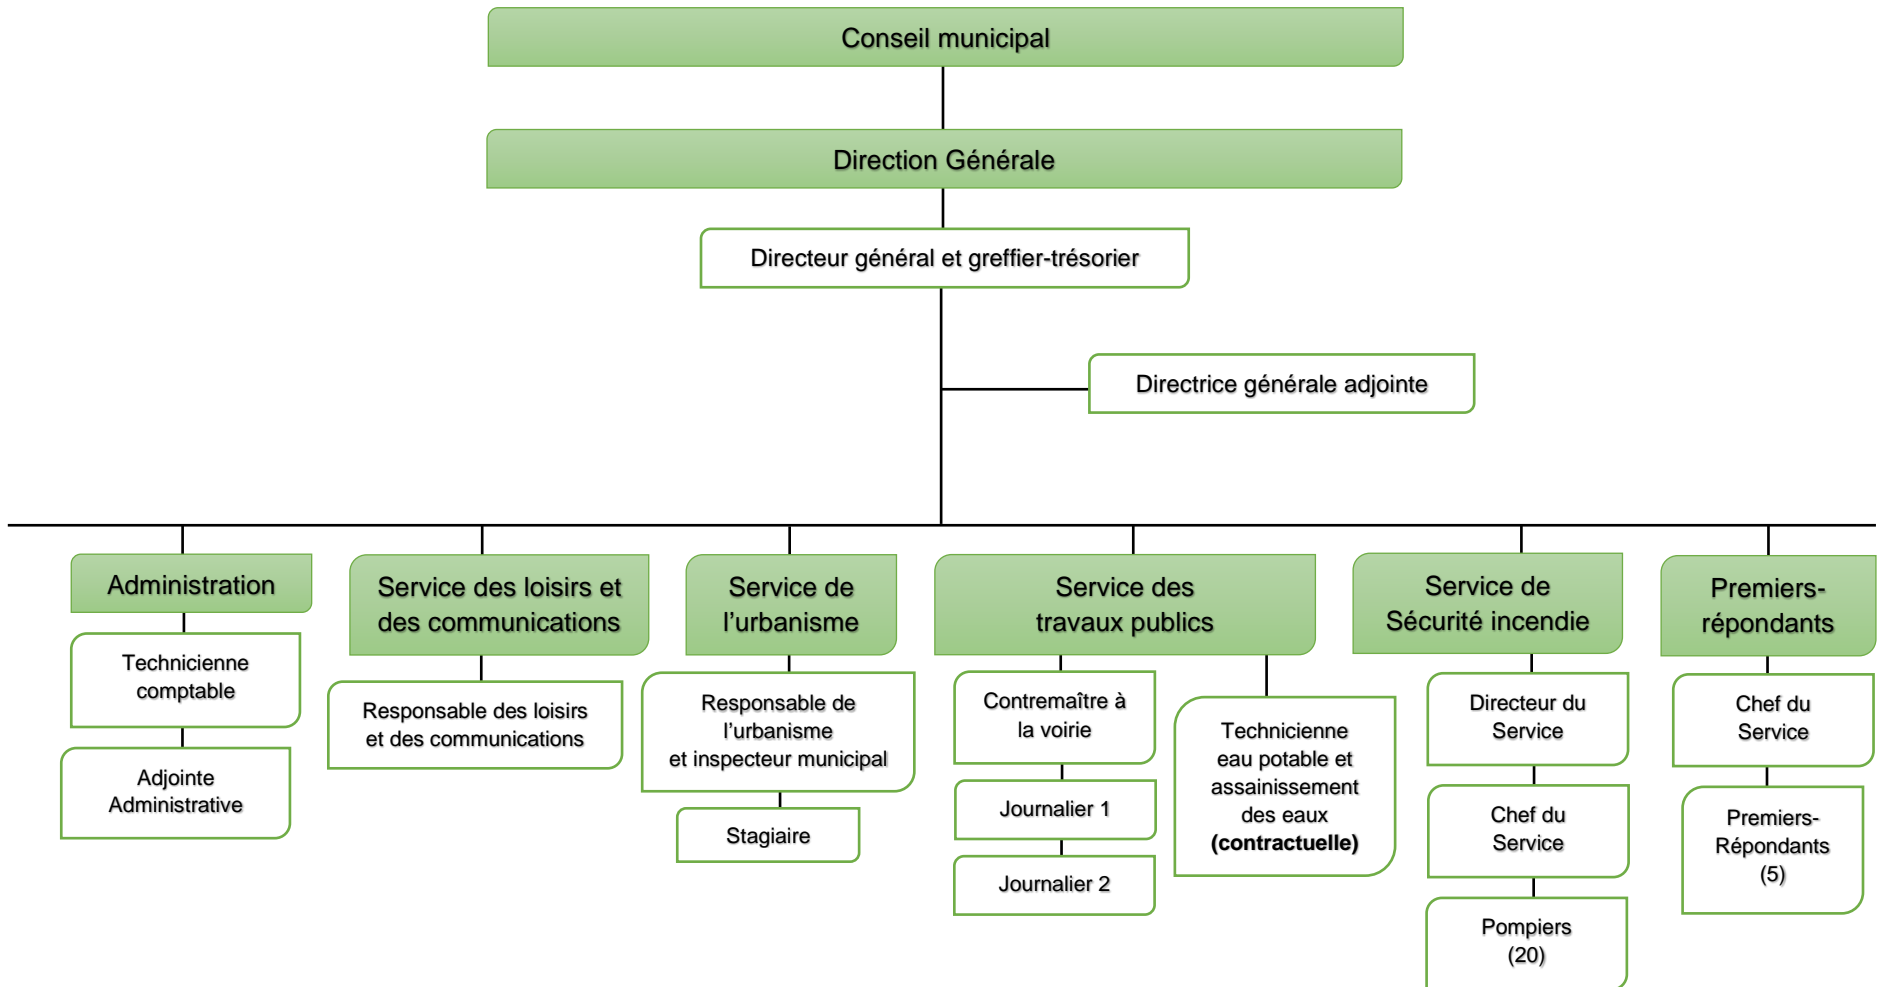 Conseil municipal
Direction Générale
Directeur général et greffier-trésorier
Directrice générale adjointe
Administration
Technicienne
comptable
Adjointe
Administrative
Service des loisirs et
des communications
Responsable des loisirs
et des communications
Service de
l’urbanisme
Responsable de
l’urbanisme
et inspecteur municipal
Stagiaire
Service des
travaux publics
Contremaître à
la voirie
Journalier 1
Journalier 2
Technicienne
eau potable et
assainissement
des eaux
(contractuelle)
Service de
Sécurité incendie
Directeur du
Service
Chef du
Service
Pompiers
(20)
Premiers-
répondants
Chef du
Service
Premiers-
Répondants
(5)